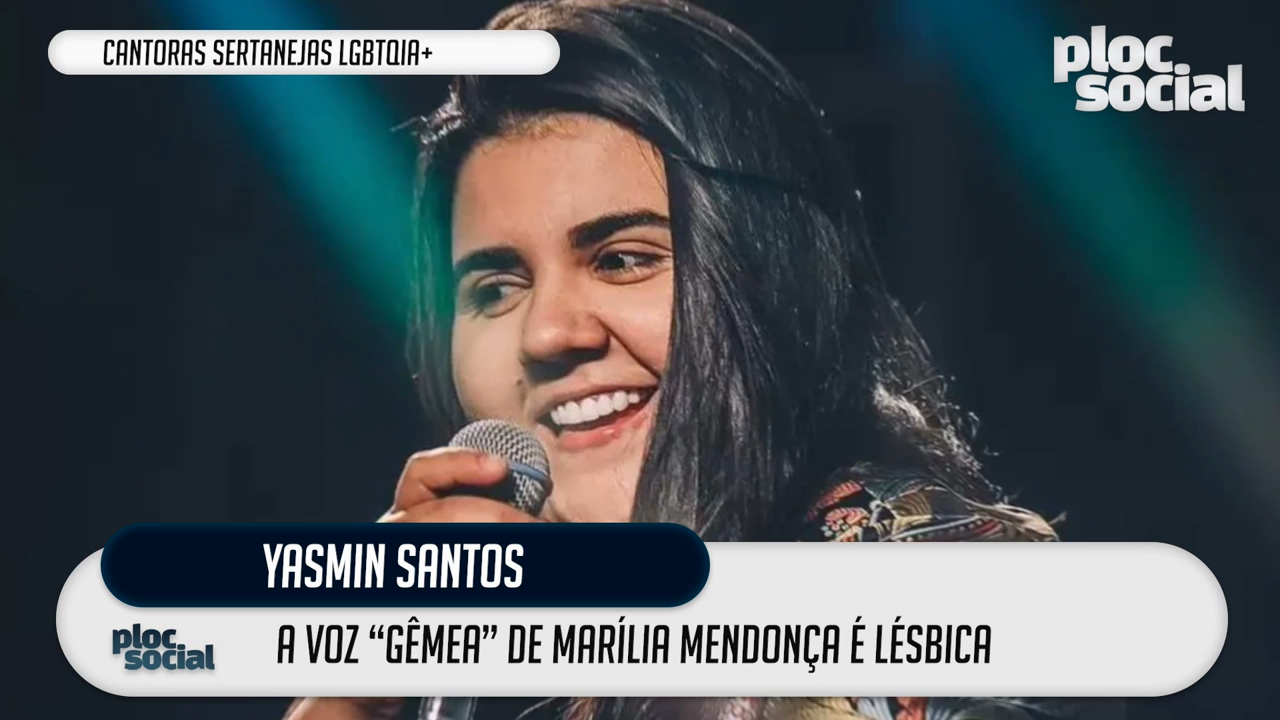 CANTORAS SERTANEJAS LGBTQIA+
ploc
social
YASMIN SANTOS
ploc
social
A VOZ “GÊMEA” DE MARÍLIA MENDONÇA É LÉSBICA